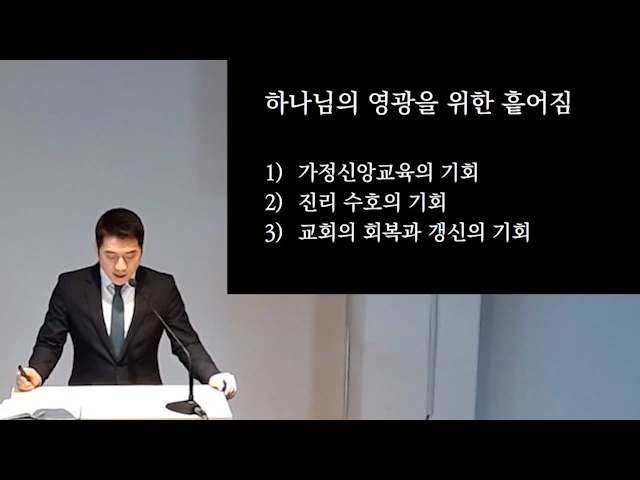 하나님의 영광을 위한 흩어짐
1) 가정신앙교육의 기회
2) 진리 수호의 기회
3) 교회의 회복과 갱신의 기회